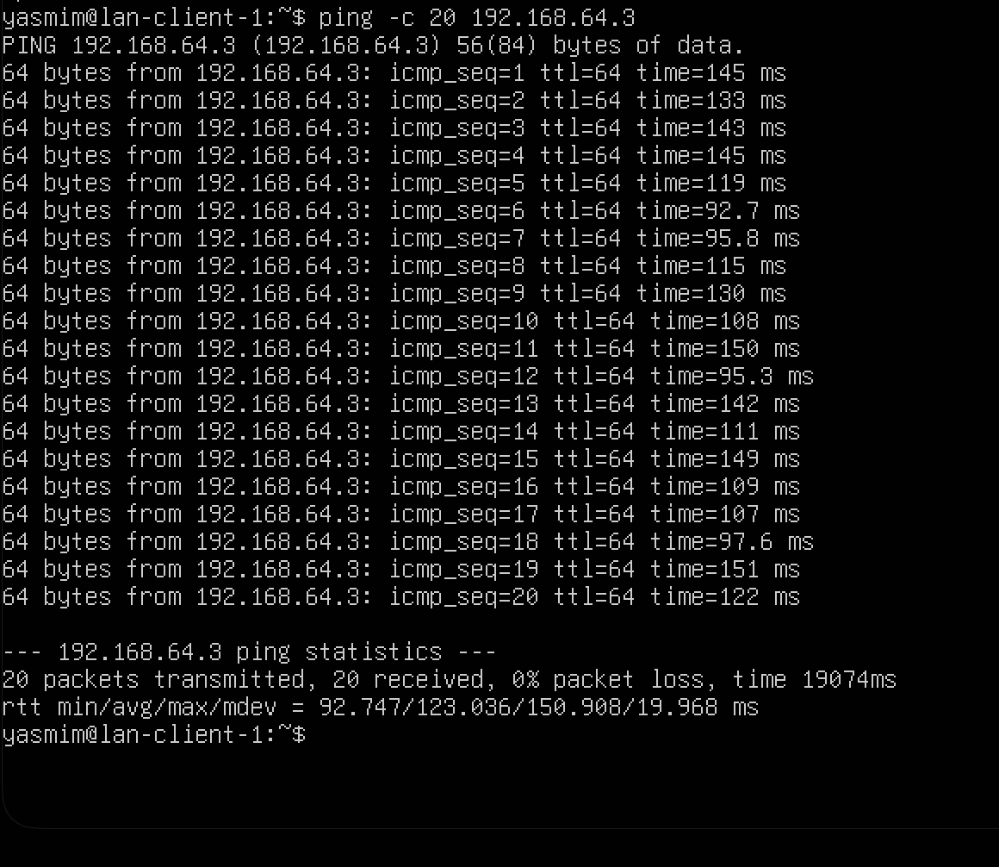 yasmim@lan-client-1:~$ ping -c 20 192.168.64.3
PING 192.168.64.3 (192.168.64.3) 56(84) bytes of data.
64 bytes from 192.168.64.3: icmp_seq=1 ttl=64 time=145 ms
64 bytes from 192.168.64.3: icmp_seq=2 ttl=64 time=133 ms
64 bytes from 192.168.64.3: icmp_seq=3 ttl=64 time=143 ms
64 bytes from 192.168.64.3: icmp_seq=4 ttl=64 time=145 ms
64 bytes from 192.168.64.3: icmp_seq=5 ttl=64 time=119 ms
64 bytes from 192.168.64.3: icmp_seq=6 ttl=64 time=92.7 ms
64 bytes from 192.168.64.3: icmp_seq=7 ttl=64 time=95.8 ms
64 bytes from 192.168.64.3: icmp_seq=8 ttl=64 time=115 ms
64 bytes from 192.168.64.3: icmp_seq=9 ttl=64 time=130 ms
64 bytes from 192.168.64.3: icmp_seq=10 ttl=64 time=108 ms
64 bytes from 192.168.64.3: icmp_seq=11 ttl=64 time=150 ms
64 bytes from 192.168.64.3: icmp_seq=12 ttl=64 time=95.3 ms
64 bytes from 192.168.64.3: icmp_seq=13 ttl=64 time=142 ms
64 bytes from 192.168.64.3: icmp_seq=14 ttl=64 time=111 ms
64 bytes from 192.168.64.3: icmp_seq=15 ttl=64 time=149 ms
64 bytes from 192.168.64.3: icmp_seq=16 ttl=64 time=109 ms
64 bytes from 192.168.64.3: icmp_seq=17 ttl=64 time=107 ms
64 bytes from 192.168.64.3: icmp_seq=18 ttl=64 time=97.6 ms
64 bytes from 192.168.64.3: icmp_seq=19 ttl=64 time=151 ms
64 bytes from 192.168.64.3: icmp_seq=20 ttl=64 time=122 ms
--- 192.168.64.3 ping statistics ---
20 packets transmitted, 20 received, 0% packet loss, time 19074ms
rtt min/avg/max/mdev = 92.747/123.036/150.908/19.968 ms
yasmim@lan-client-1:~$